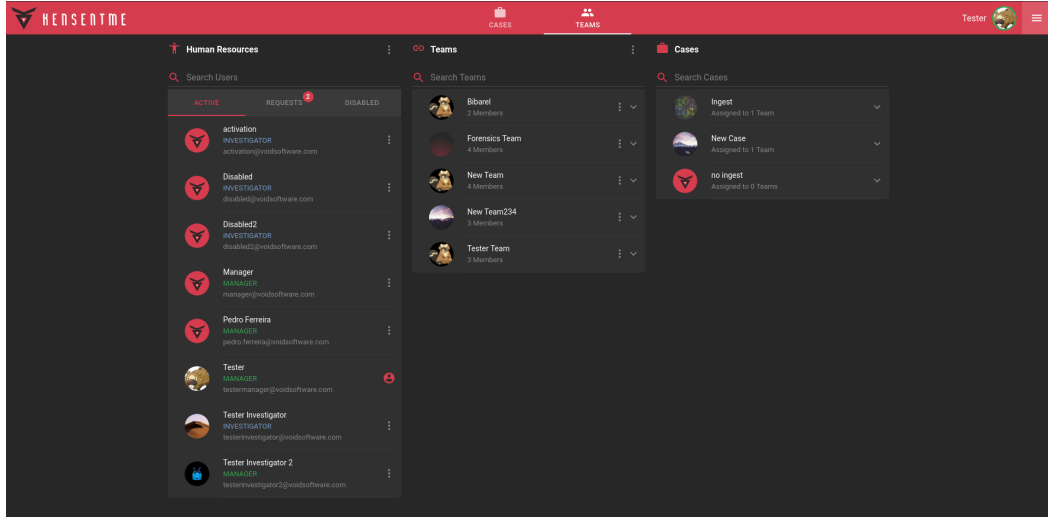 HENSENTME
CASES
TEAMS
Tester
Human Resources
Search Users
ACTIVE
REQUESTS
2
DISABLED
activation
INVESTIGATOR
activation@voidsoftware.com
Disabled
INVESTIGATOR
disabled@voidsoftware.com
Disabled2
INVESTIGATOR
disabled2@voidsoftware.com
Manager
MANAGER
manager@voidsoftware.com
Pedro Ferreira
MANAGER
pedro.ferreira@voidsoftware.com
Tester
MANAGER
testermanager@voidsoftware.com
Tester Investigator
INVESTIGATOR
testerinvestigator@voidsoftware.com
Tester Investigator 2
MANAGER
testerinvestigator2@voidsoftware.com
Teams
Search Teams
Bibarel
2 Members
Forensics Team
4 Members
New Team
4 Members
New Team234
3 Members
Tester Team
3 Members
Cases
Search Cases
Ingest
Assigned to 1 Team
New Case
Assigned to 1 Team
no ingest
Assigned to 0 Teams